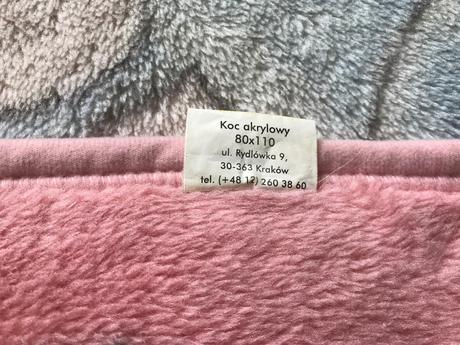 Koc akrylowy
80x110
ul. Rydlówka 9,
30-363 Kraków
tel. (+48 12) 260 38 60